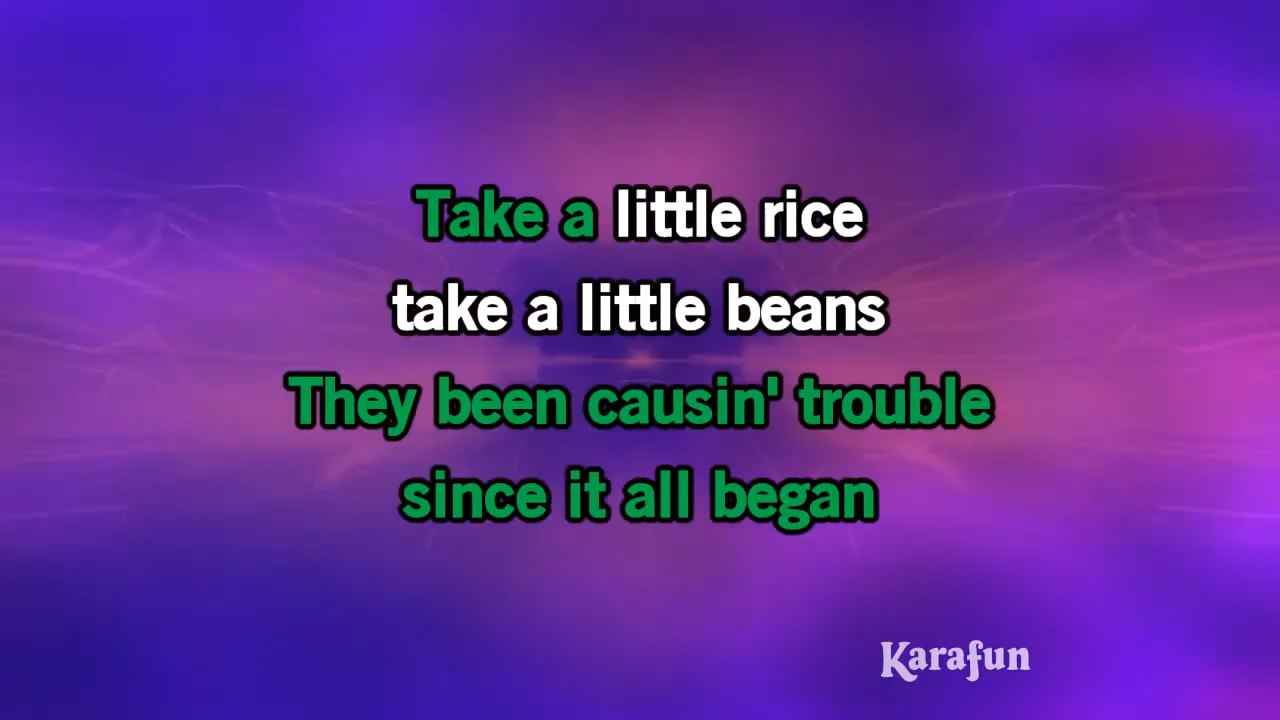 Take a little rice
take a little beans
They been causin' trouble
since it all began
Karafun